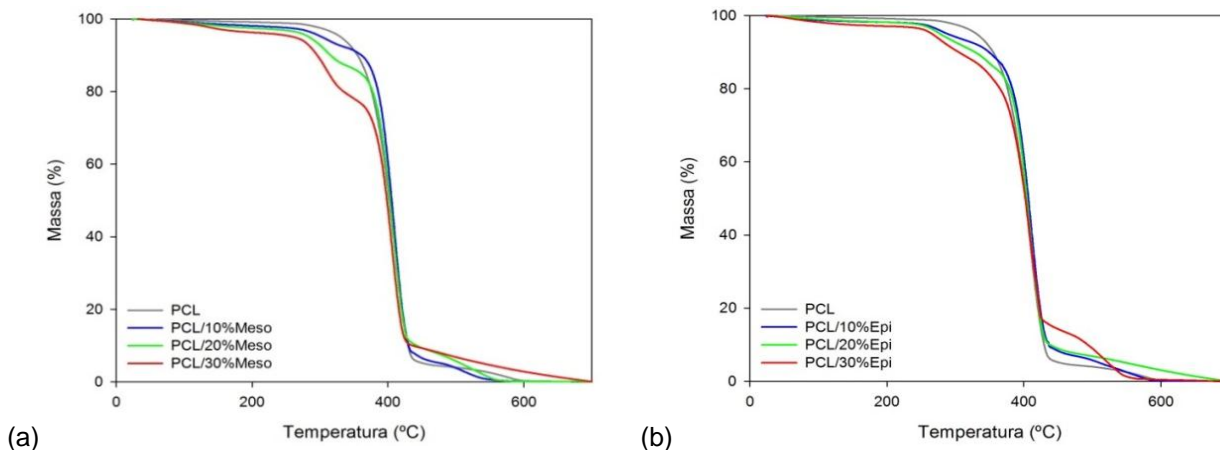 100
80
60
40
20
0
Massa (%)
PCL
PCL/10%Meso
PCL/20%Meso
PCL/30%Meso
0 200 400 600
Temperatura (ºC)
(a)
100
80
60
40
20
0
Massa (%)
PCL
PCL/10%Epi
PCL/20%Epi
PCL/30%Epi
0 200 400 600
Temperatura (ºC)
(b)